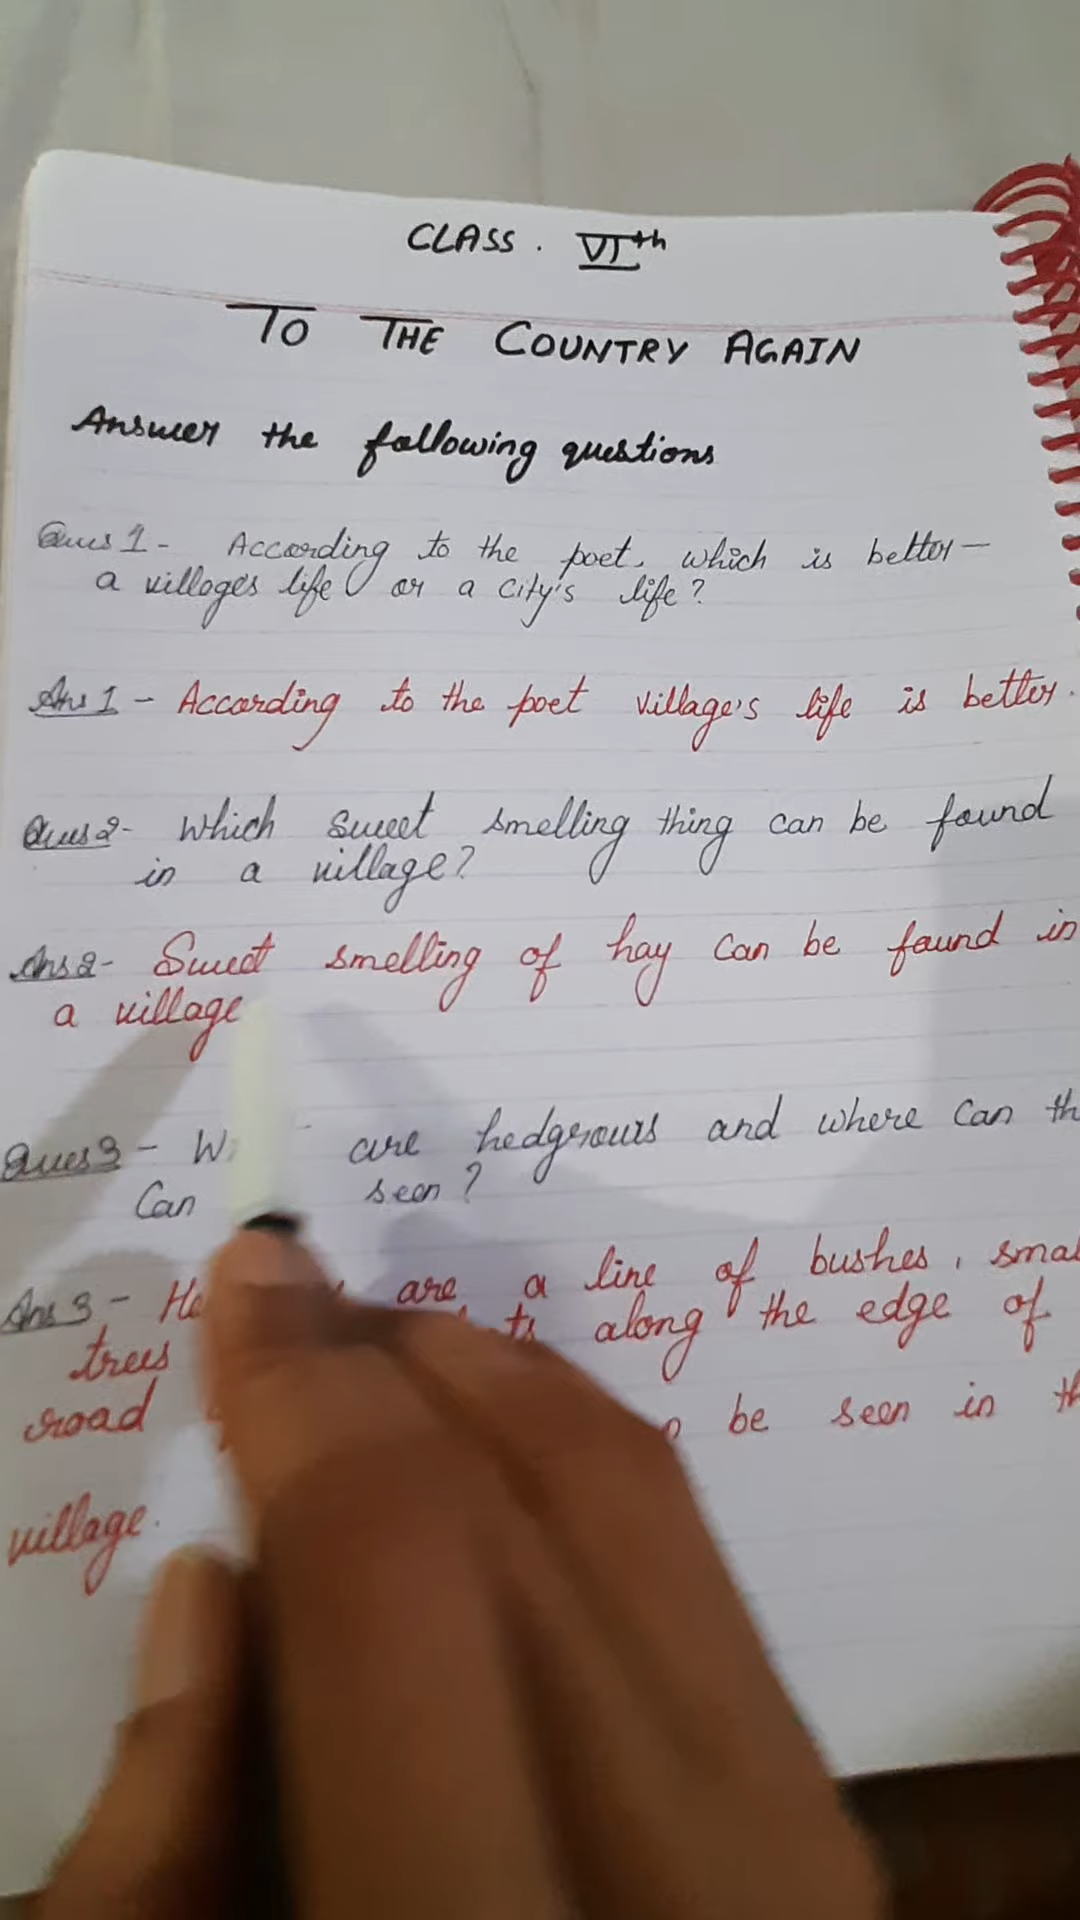 CLASS. VIth
TO THE COUNTRY AGAIN
Answer the following questions
Ques 1- According to the poet, which is better-
a village's life or a city's life?
Ans 1 - According to the poet village's life is better.
Ques 2- Which sweet smelling thing can be found
in a village?
Ans 2- Sweet smelling of hay can be found in
a village
Ques 3 - are hedgerows and where can
Can seen?
Ans 3 - are a line of bushes,
trees along the edge of
road be seen in
village.